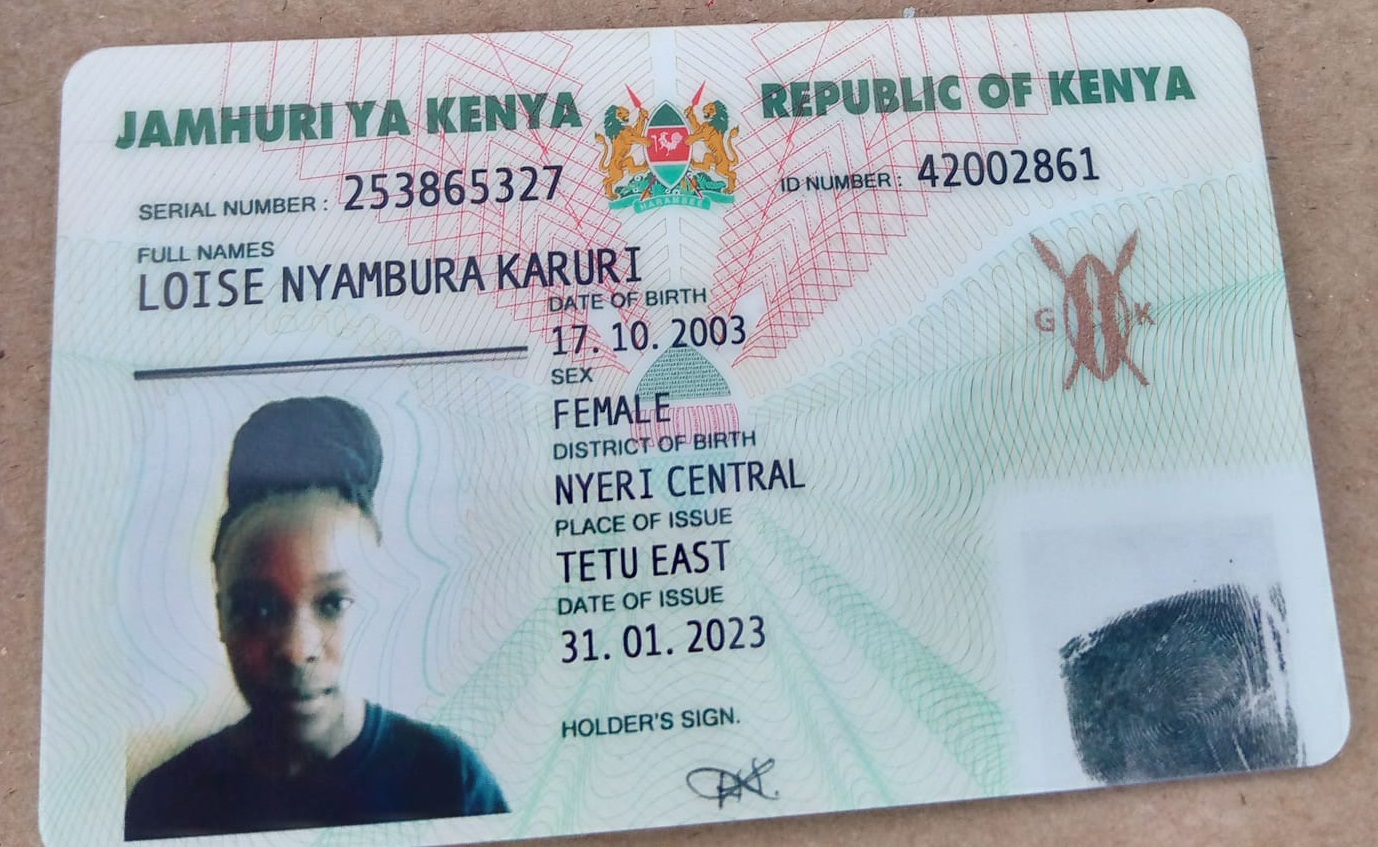 JAMHURI YA KENYA REPUBLIC OF KENYA
SERIAL NUMBER : 253865327 ID NUMBER : 42002861
HARAMBEE
FULL NAMES
LOISE NYAMBURA KARURI
DATE OF BIRTH
17. 10. 2003
G K
SEX
FEMALE
DISTRICT OF BIRTH
NYERI CENTRAL
PLACE OF ISSUE
TETU EAST
DATE OF ISSUE
31. 01. 2023
HOLDER'S SIGN.